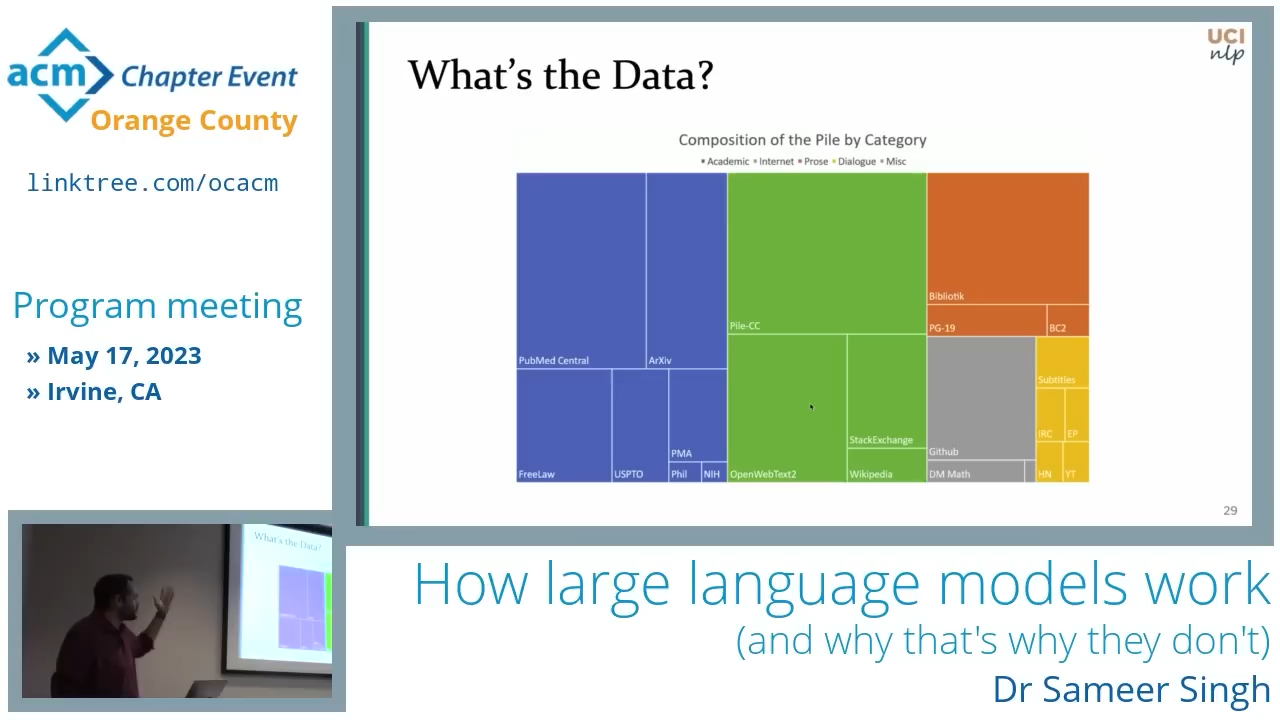 acm Chapter Event
Orange County
linktree.com/ocacm
Program meeting
» May 17, 2023
» Irvine, CA
UCI
nlp
What's the Data?
Composition of the Pile by Category
Academic Internet Prose Dialogue Misc
PubMed Central
ArXiv
FreeLaw
USPTO
PMA
Phil
NIH
Pile-CC
OpenWebText2
StackExchange
Wikipedia
Bibliotik
PG-19
BC2
Github
DM Math
Subtitles
IRC
EP
HN
YT
29
What's the Data?
How large language models work
(and why that's why they don't)
Dr Sameer Singh